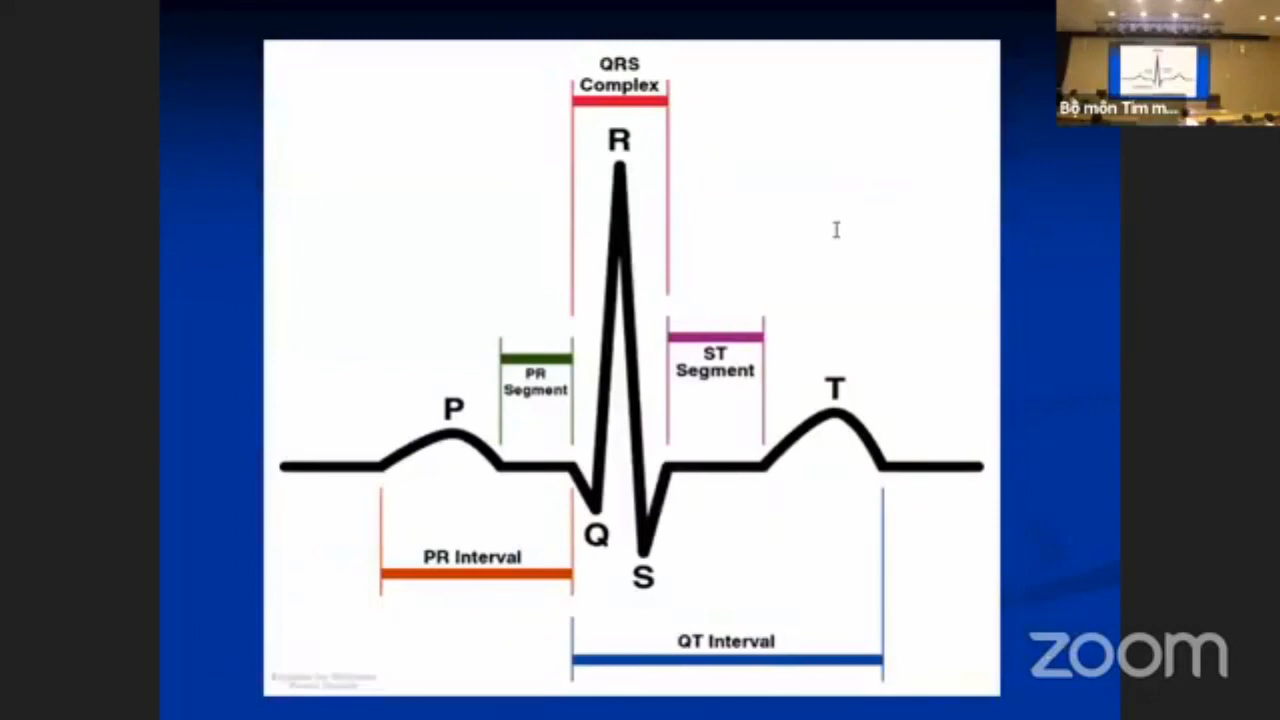 QRS
Complex
Bộ môn Tim m...
R
ST
Segment
PR
Segment
T
P
Q
PR Interval
S
QT Interval
zoom